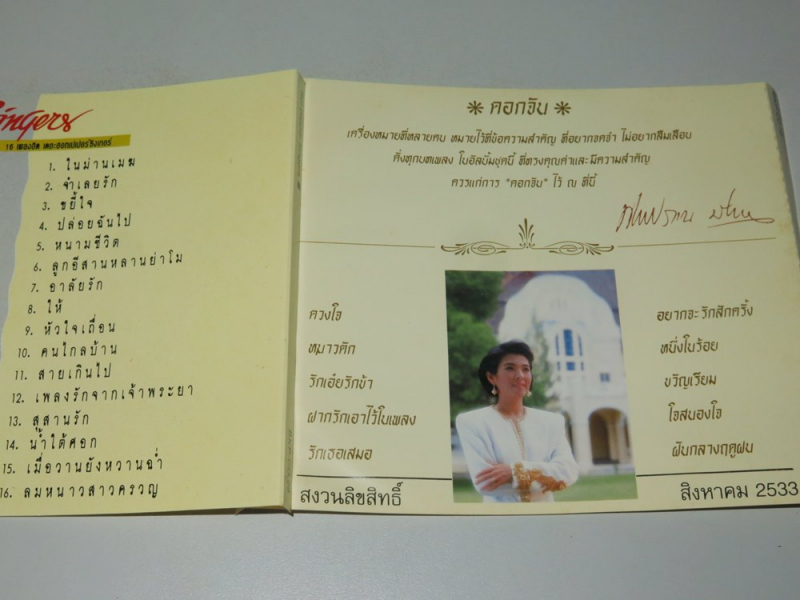 ingers
16 เพลงฮิต เดอะฮอทเปเปอร์ซิงเกอร์
1. ในม่านเมฆ
2. จำเลยรัก
3. ขยี้ใจ
4. ปล่อยฉันไป
5. หนามชีวิต
6. ลูกอีสานหลานย่าโม
7. อาลัยรัก
8. ให้
9. หัวใจเถื่อน
10. คนไกลบ้าน
11. สายเกินไป
12. เพลงรักจากเจ้าพระยา
13. สุสานรัก
14. น้ำใต้ศอก
15. เมื่อวานยังหวานฉ่ำ
16. ลมหนาวสาวครวญ
* ดอกจัน *
เครื่องหมายที่หลายคน หมายไว้ที่ข้อความสำคัญ ที่อยากจดจำ ไม่อยากลืมเลือน
ดั่งทุกบทเพลง ในอัลบั้มชุดนี้ ที่ทรงคุณค่าและมีความสำคัญ
ควรแก่การ "ดอกจัน" ไว้ ณ ที่นี้
ดวงใจ
หมาวดัก
รักเอ๋ยรักข้า
ฝากรักเอาไว้ในเพลง
รักเธอเสมอ
อยากจะรักสักครั้ง
หนึ่งในร้อย
ขวัญเรียม
ใจสนองใจ
ฝันกลางฤดูฝน
สงวนลิขสิทธิ์
สิงหาคม 2533